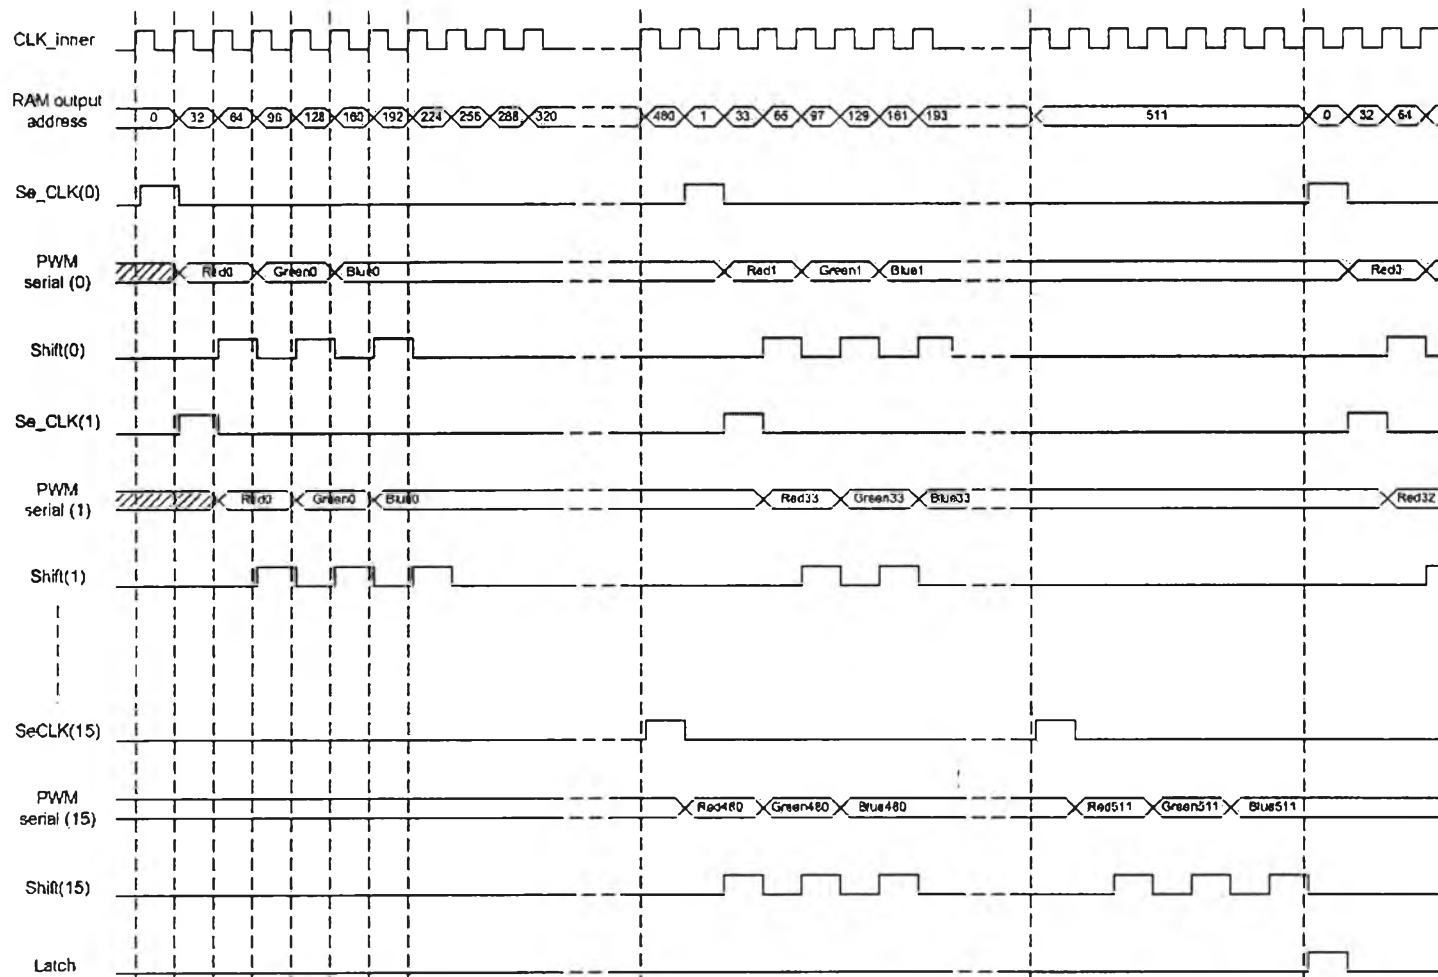 CLK_inner
RAM output
address
0 32 64 96 128 160 192 224 256 288 320 480 1 33 65 97 129 161 193 511 0 32 64
Se_CLK(0)
PWM
serial (0)
Red0 Green0 Blue0 Red1 Green1 Blue1 Red0
Shift(0)
Se_CLK(1)
PWM
serial (1)
Red0 Green0 Blue0 Red33 Green33 Blue33 Red32
Shift(1)
SeCLK(15)
PWM
serial (15)
Red480 Green480 Blue480 Red511 Green511 Blue511
Shift(15)
Latch